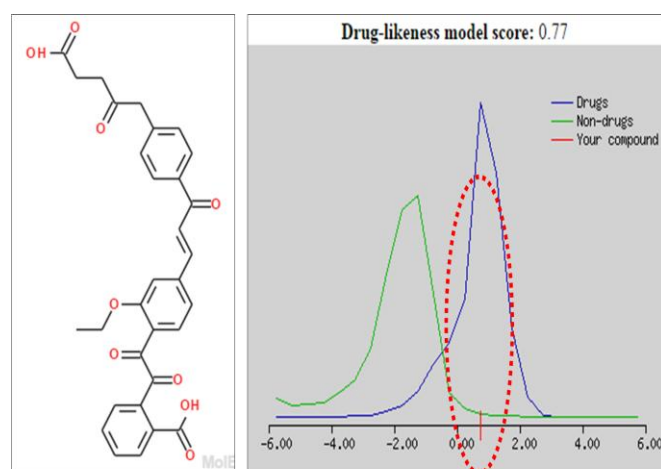 O
OH
O
O
O
O
O
OH
O
MolE
Drug-likeness model score: 0.77
Drugs
Non-drugs
Your compound
-6.00 -4.00 -2.00 0.00 2.00 4.00 6.00